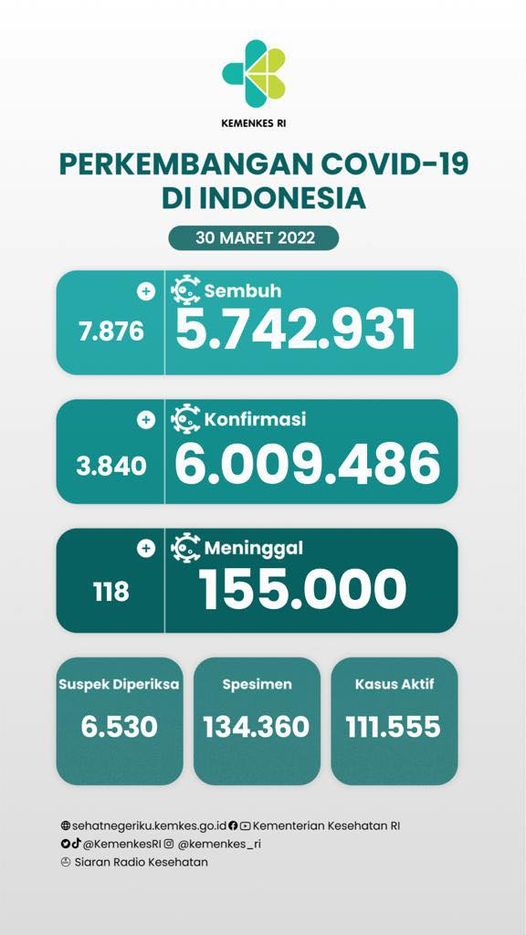 KEMENKES RI
PERKEMBANGAN COVID-19
DI INDONESIA
30 MARET 2022
+
Sembuh
7.876
5.742.931
+
Konfirmasi
3.840
6.009.486
+
Meninggal
118
155.000
Suspek Diperiksa
6.530
Spesimen
134.360
Kasus Aktif
111.555
sehatnegeriku.kemkes.go.id Kementerian Kesehatan RI
@KemenkesRI @kemenkes_ri
Siaran Radio Kesehatan